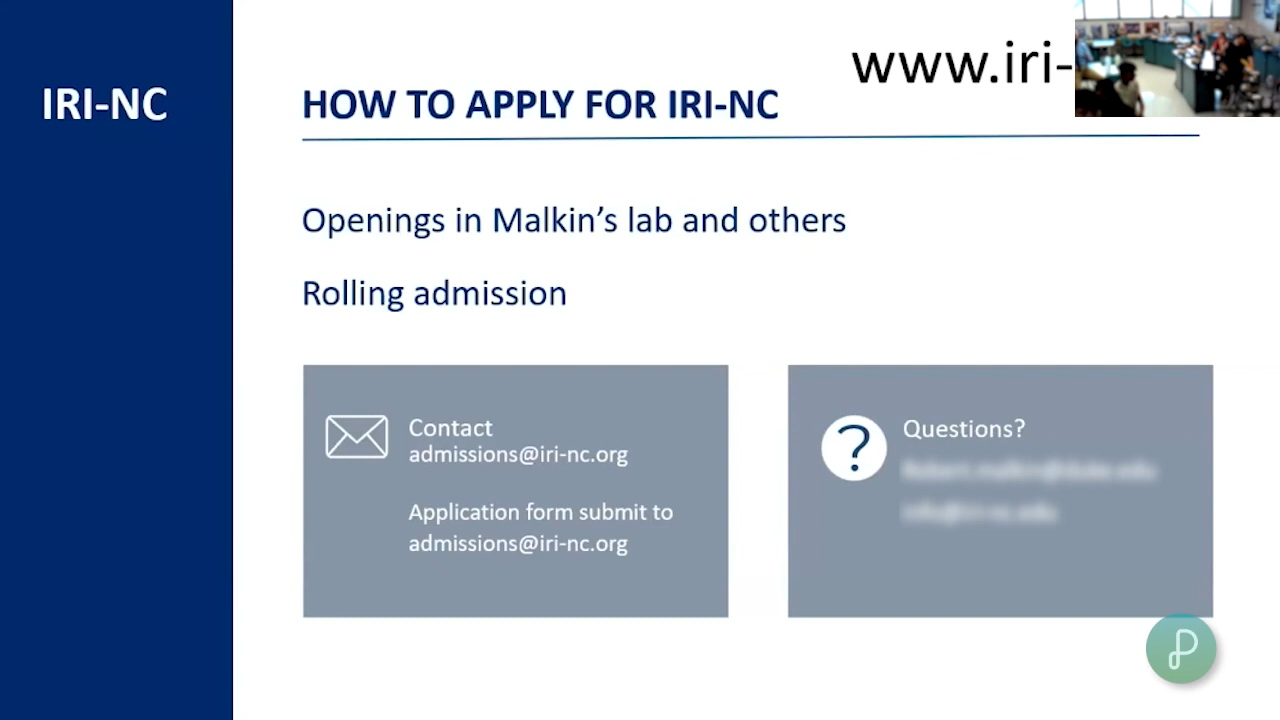 www.iri-
IRI-NC
HOW TO APPLY FOR IRI-NC
Openings in Malkin’s lab and others
Rolling admission
Contact
admissions@iri-nc.org
Application form submit to
admissions@iri-nc.org
Questions?